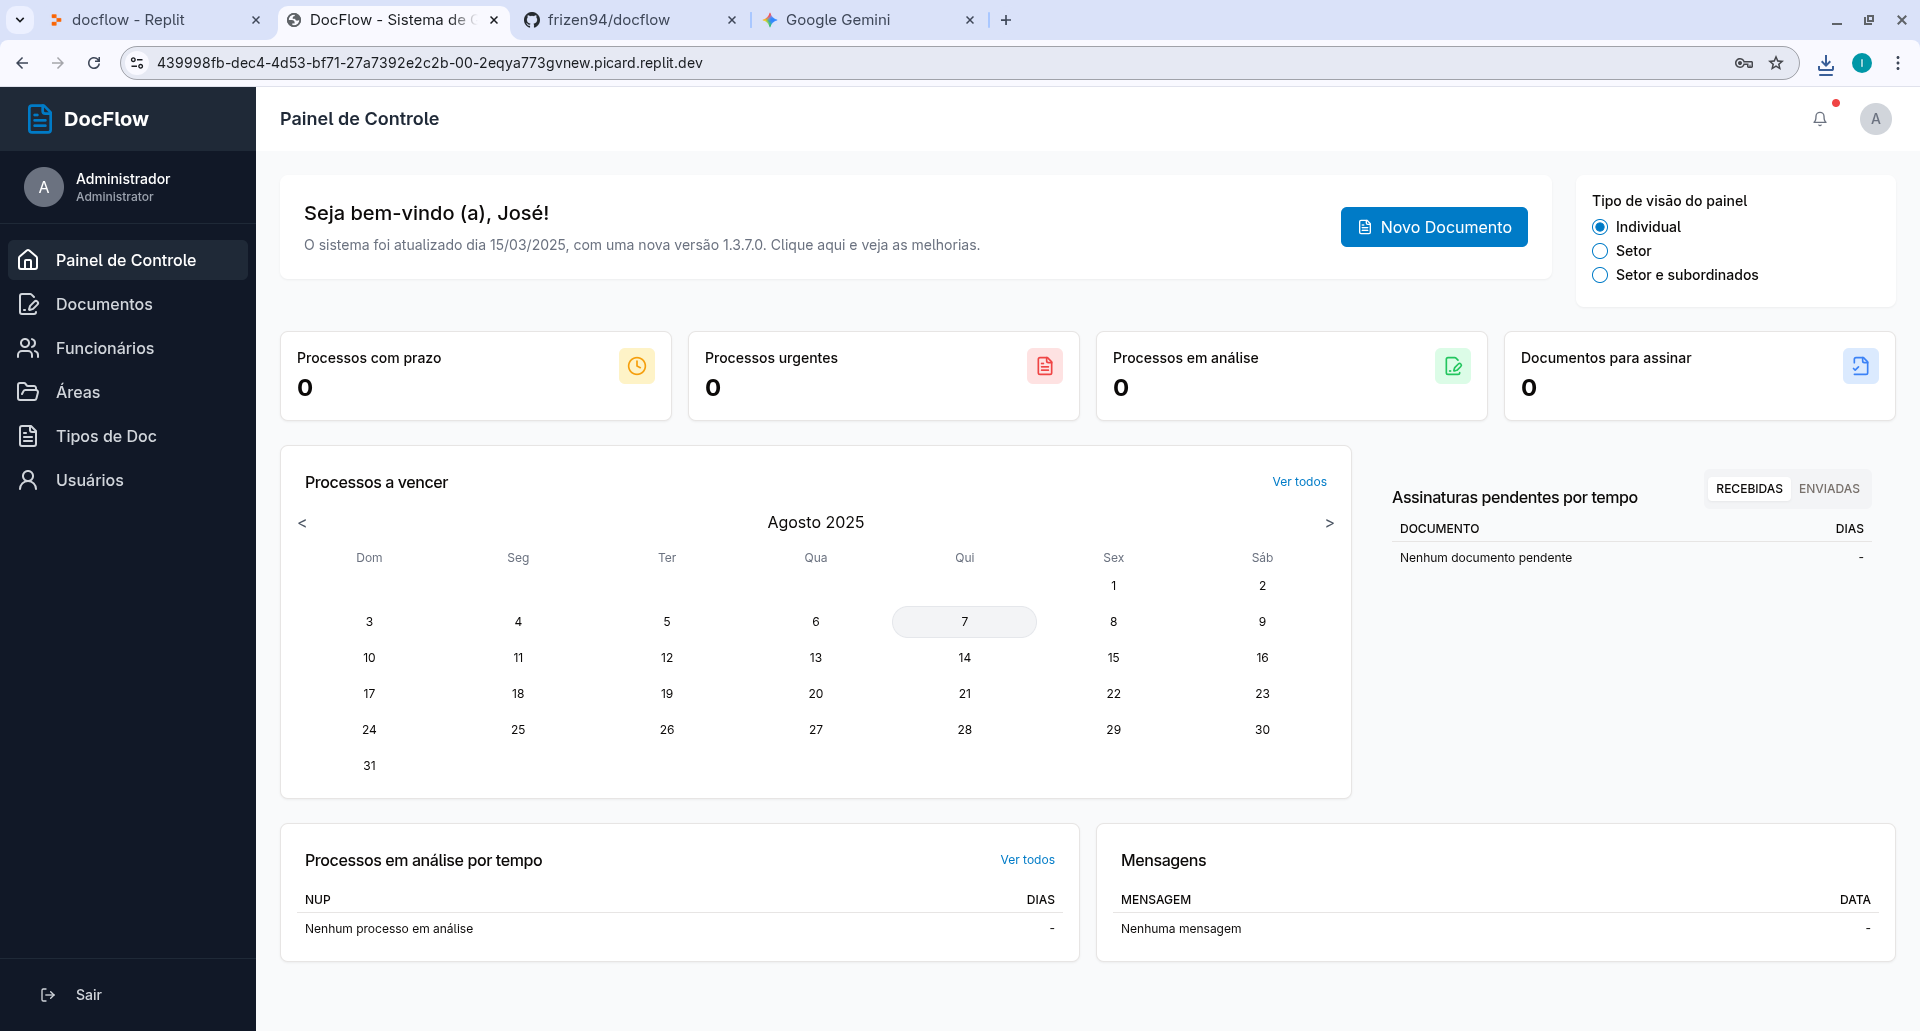 docflow - Replit
DocFlow - Sistema de
frizen94/docflow
Google Gemini
439998fb-dec4-4d53-bf71-27a7392e2c2b-00-2eqya773gvnew.picard.replit.dev
I
DocFlow
Painel de Controle
A
A
Administrador
Administrator
Painel de Controle
Documentos
Funcionários
Áreas
Tipos de Doc
Usuários
Sair
Seja bem-vindo (a), José!
O sistema foi atualizado dia 15/03/2025, com uma nova versão 1.3.7.0. Clique aqui e veja as melhorias.
Novo Documento
Tipo de visão do painel
Individual
Setor
Setor e subordinados
Processos com prazo
0
Processos urgentes
0
Processos em análise
0
Documentos para assinar
0
Processos a vencer
Ver todos
< Agosto 2025 >
Dom Seg Ter Qua Qui Sex Sáb
1 2
3 4 5 6 7 8 9
10 11 12 13 14 15 16
17 18 19 20 21 22 23
24 25 26 27 28 29 30
31
Assinaturas pendentes por tempo
RECEBIDAS ENVIADAS
DOCUMENTO DIAS
Nenhum documento pendente -
Processos em análise por tempo
Ver todos
NUP DIAS
Nenhum processo em análise -
Mensagens
MENSAGEM DATA
Nenhuma mensagem -